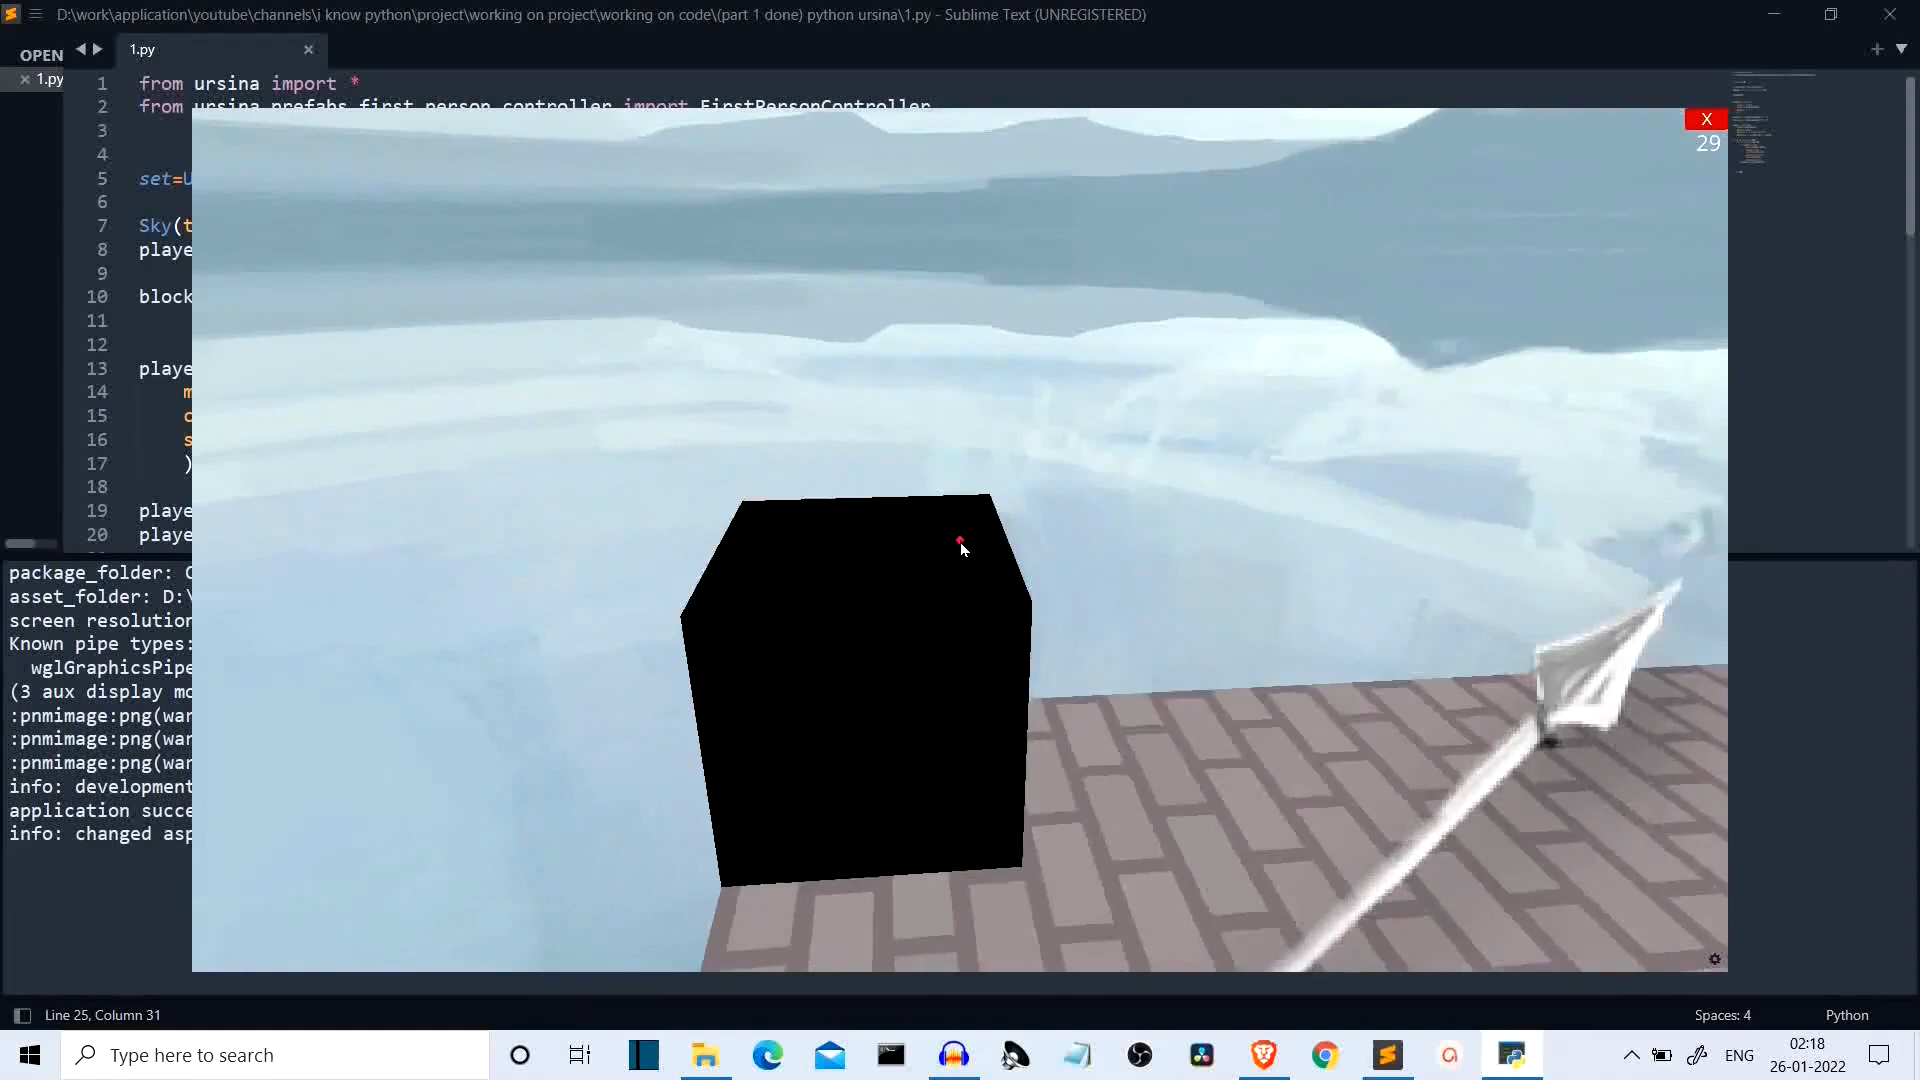 D:\work\application\youtube\channels\i know python\project\working on project\working on code\(part 1 done) python ursina\1.py - Sublime Text (UNREGISTERED)
OPEN
1.py
1.py
1 from ursina import *
2 from ursina.prefabs.first_person_controller import FirstPersonController
3
4
5 set=U
6
7 Sky(t
8 playe
9
10 block
11
12
13 playe
14 m
15 c
16 s
17 )
18
19 playe
20 playe
X
29
package_folder: C
asset_folder: D:\
screen resolution
Known pipe types:
wglGraphicsPipe
(3 aux display mo
:pnmimage:png(war
:pnmimage:png(war
:pnmimage:png(war
info: development
application succe
info: changed asp
Line 25, Column 31
Spaces: 4
Python
Type here to search
ENG
02:18
26-01-2022